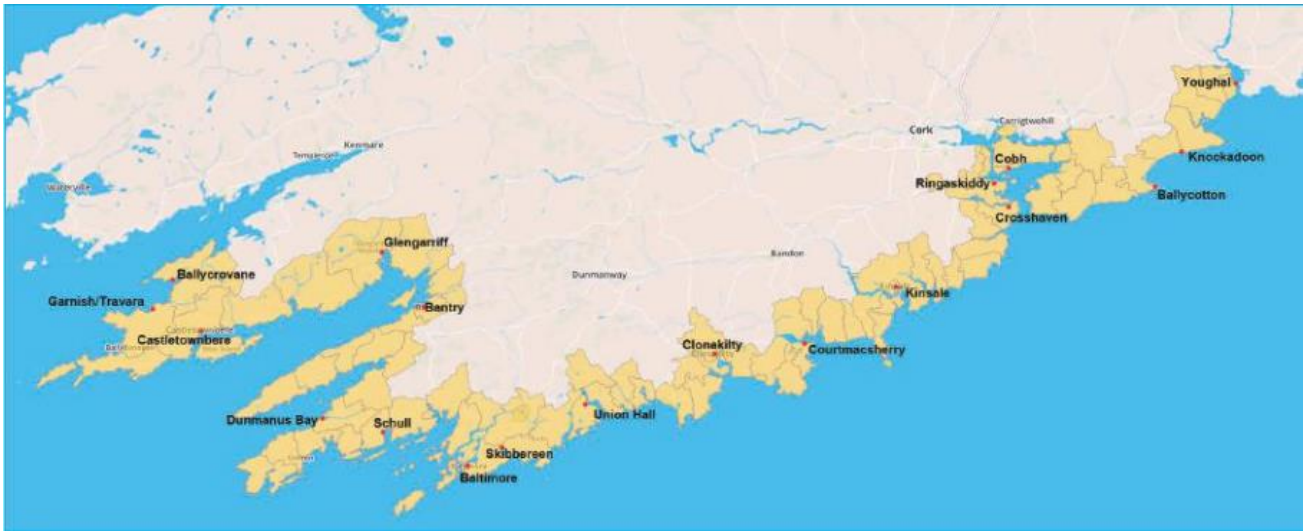 Youghal
Carrigtwohill
Cork
Kenmare
Knockadoon
Cobh
Ringaskiddy
Waterville
Ballycotton
Crosshaven
Glengarriff
Bandon
Dunmanway
Ballycrovane
Kinsale
Garnish/Travara
Bantry
Castletownbere
Clonakilty
Courtmacsherry
Union Hall
Dunmanus Bay
Schull
Skibbereen
Baltimore